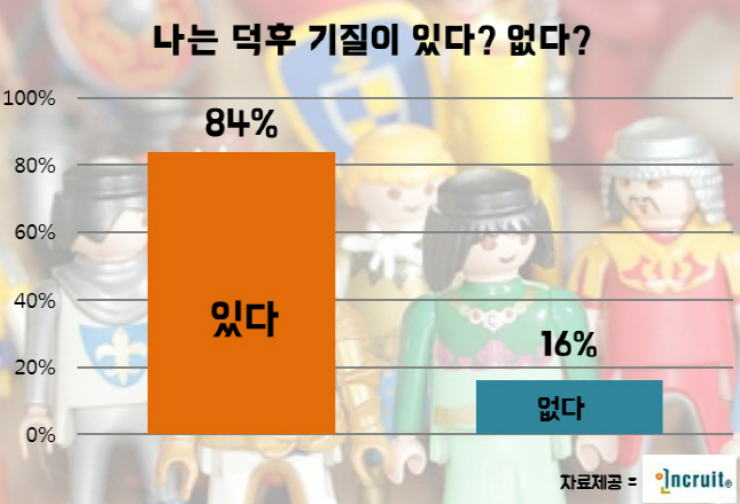 나는 덕후 기질이 있다? 없다?
100%
84%
80%
60%
40%
있다
16%
20%
없다
0%
자료제공 = incruit®